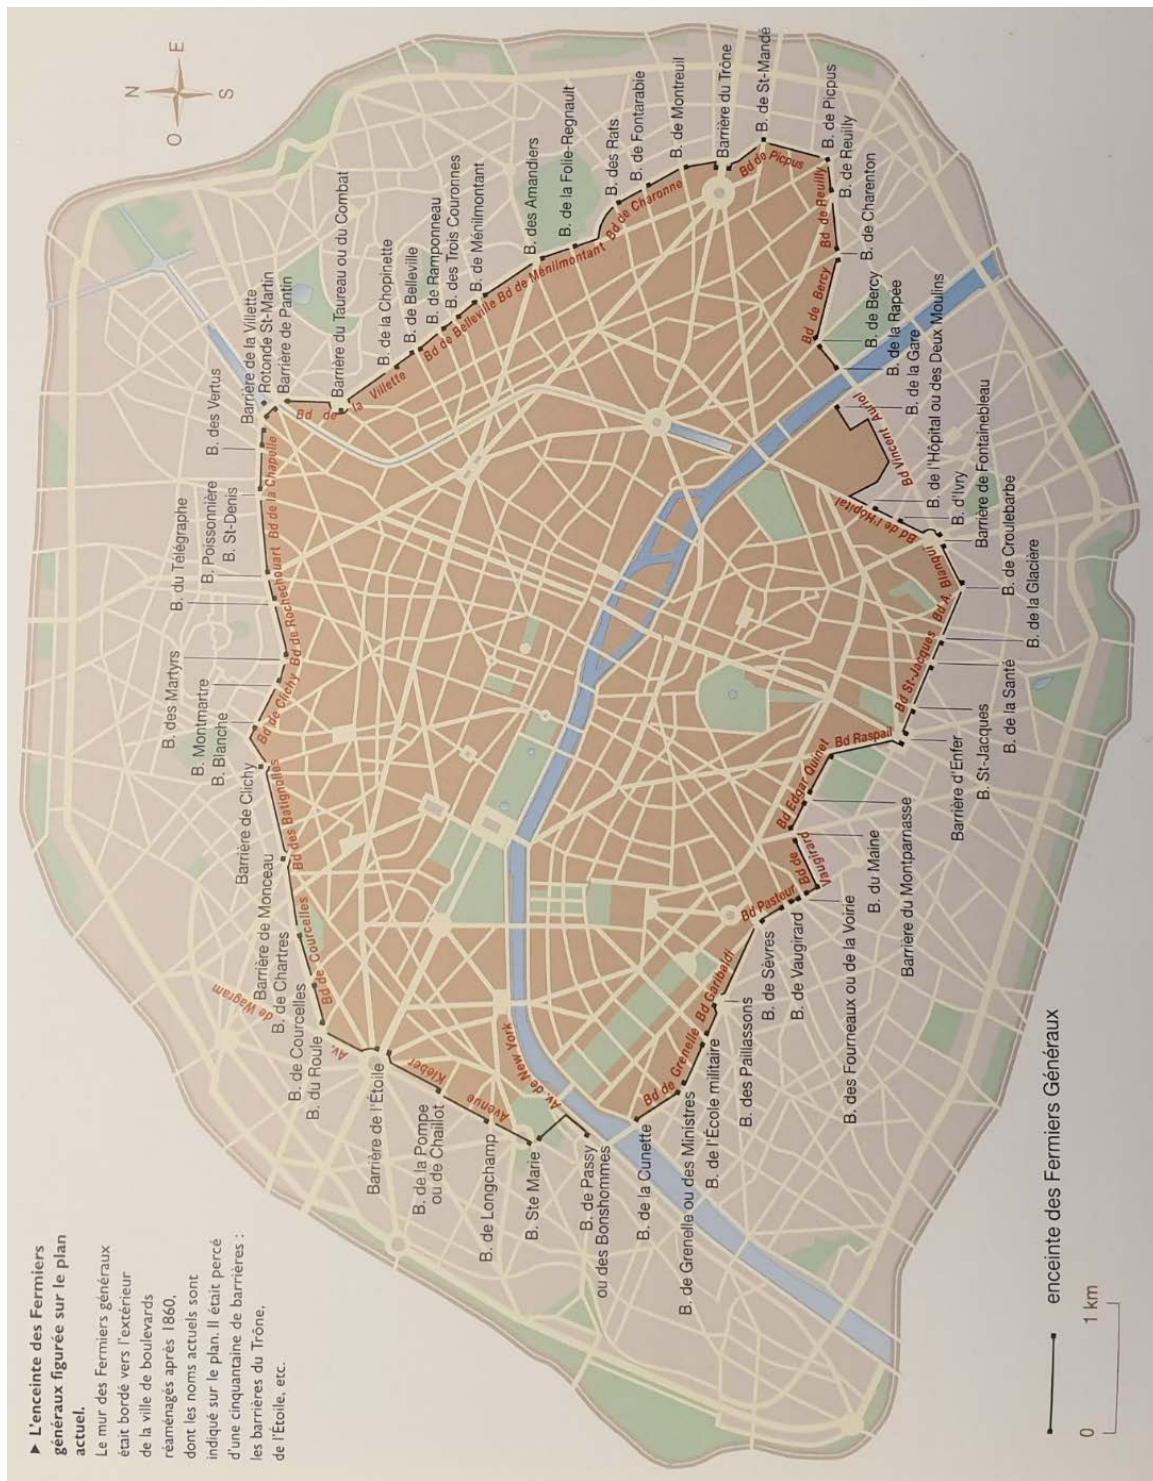 ► L'enceinte des Fermiers
généraux figurée sur le plan
actuel.
Le mur des Fermiers généraux
était bordé vers l'extérieur
de la ville de boulevards
réaménagés après 1860,
dont les noms actuels sont
indiqué sur le plan. Il était percé
d'une cinquantaine de barrières :
les barrières du Trône,
de l'Étoile, etc.
N
E
S
O
B. des Martyrs
B. Montmartre
B. Blanche
Barrière de Clichy
Barrière de Monceau
B. de Chartres
B. de Courcelles
B. du Roule
Barrière de l'Étoile
B. de la Pompe
ou de Chaillot
B. de Longchamp
B. Ste Marie
B. de Passy
ou des Bonshommes
B. de la Cunette
B. de Grenelle ou des Ministres
B. de l'École militaire
B. des Paillassons
B. de Sèvres
B. de Vaugirard
B. des Fourneaux ou de la Voirie
B. du Maine
Barrière du Montparnasse
Barrière d'Enfer
B. St-Jacques
B. de la Santé
B. de la Glacière
B. de Croulebarbe
Barrière de Fontainebleau
B. d'Ivry
B. de l'Hôpital ou des Deux Moulins
B. de la Gare
B. de la Rapée
B. de Bercy
B. de Charenton
B. de Reuilly
B. de Picpus
B. de St-Mandé
Barrière du Trône
B. de Montreuil
B. de Fontarabie
B. des Rats
B. de la Folie-Regnault
B. des Amandiers
B. de Ménilmontant
B. des Trois Couronnes
B. de Ramponneau
B. de Belleville
B. de la Chopinette
Barrière du Taureau ou du Combat
Barrière de Pantin
Rotonde St-Martin
Barrière de la Villette
B. des Vertus
B. St-Denis
B. Poissonnière
B. du Télégraphe
Bd de Clichy
Bd des Batignolles
Bd de Courcelles
Av. de Wagram
Avenue Kléber
Av. de New York
Bd de Grenelle
Bd Garibaldi
Bd Pasteur
Bd de Vaugirard
Bd Edgar Quinet
Bd Raspail
Bd St-Jacques
Bd A. Blanqui
Bd de l'Hôpital
Bd Vincent Auriol
Bd de Bercy
Bd de Reuilly
Bd de Picpus
Bd de Charonne
Bd de Ménilmontant
Bd de Belleville
Bd de la Villette
Bd de la Chapelle
Bd de Rochechouart
enceinte des Fermiers Généraux
0
1 km